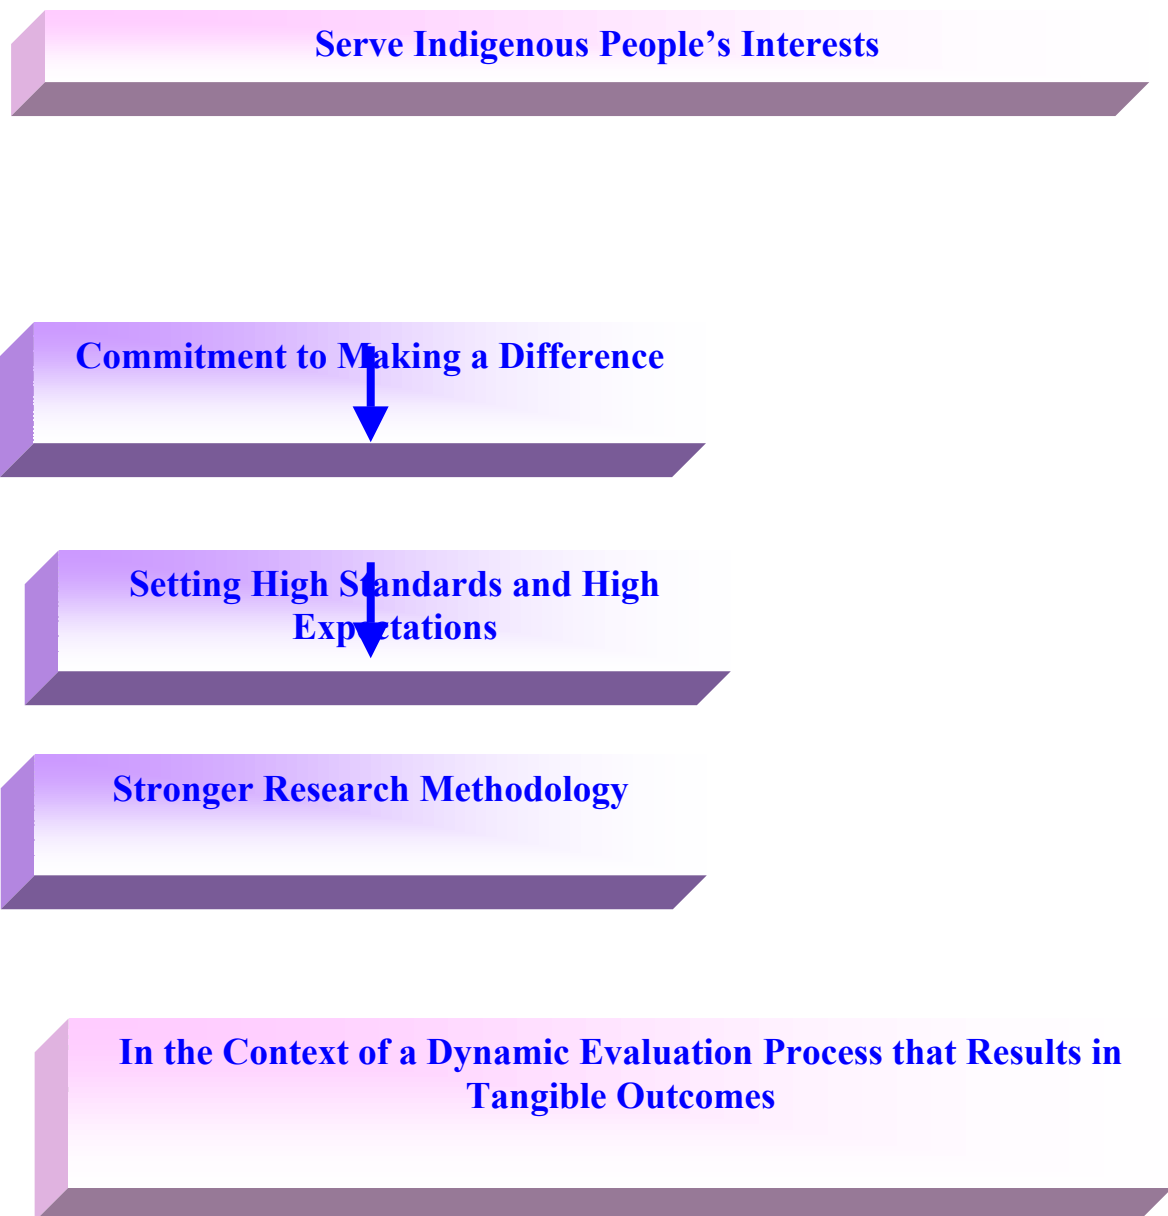 Serve Indigenous People’s Interests
Commitment to Making a Difference
Setting High Standards and High
Expectations
Stronger Research Methodology
In the Context of a Dynamic Evaluation Process that Results in
Tangible Outcomes